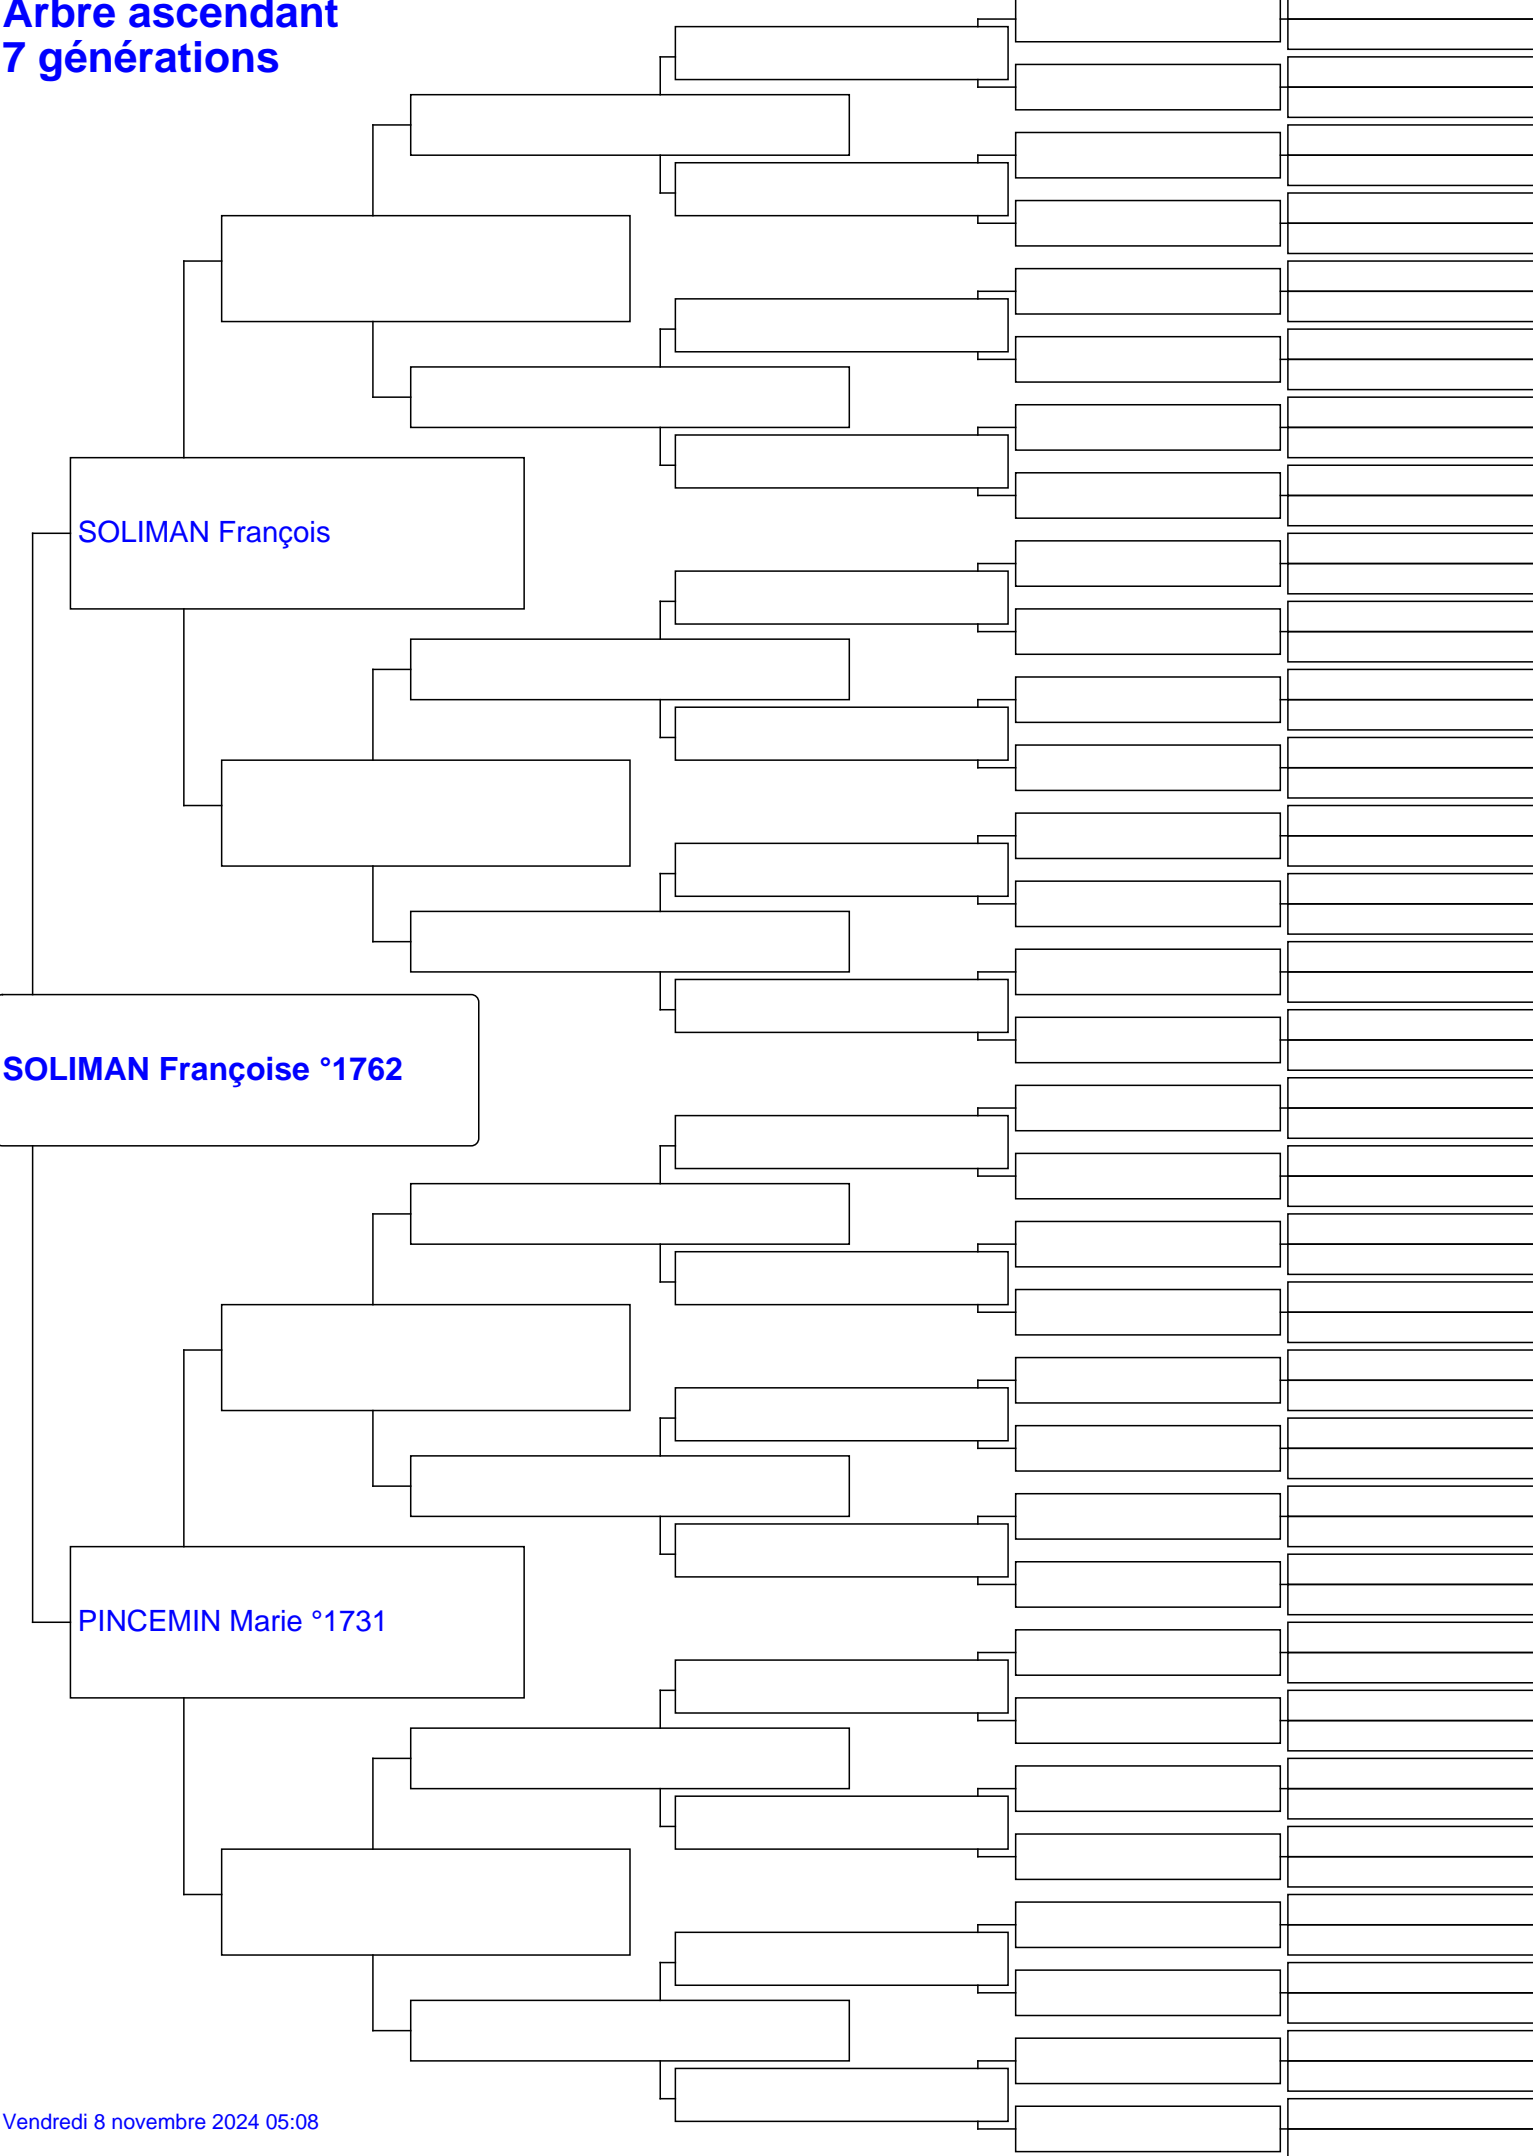 Arbre ascendant
7 générations
SOLIMAN François
SOLIMAN Françoise °1762
PINCEMIN Marie °1731
Vendredi 8 novembre 2024 05:08